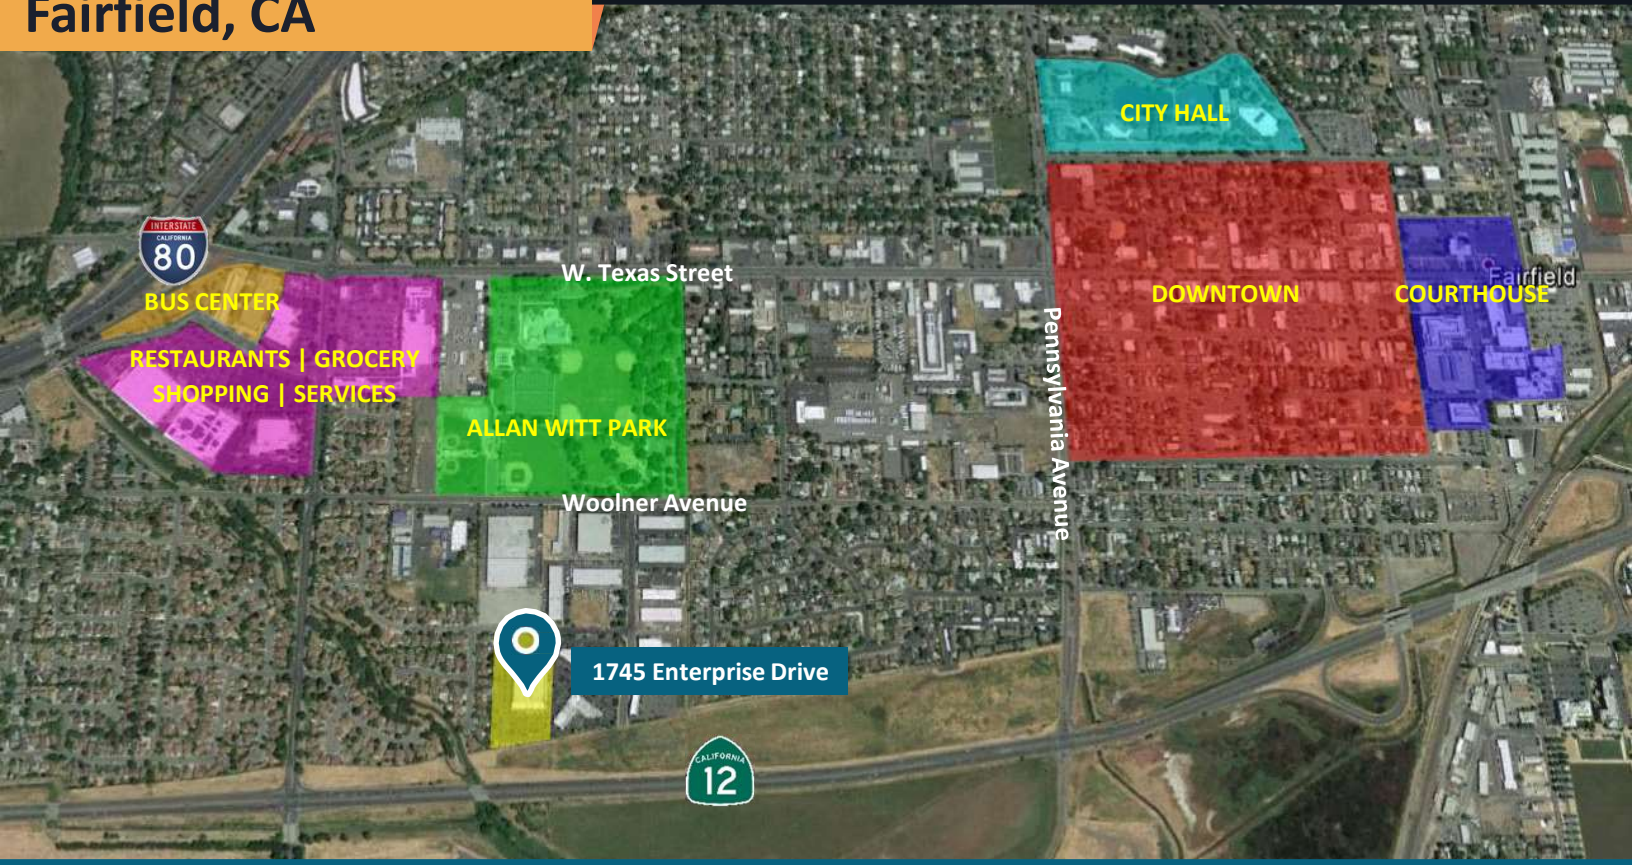 Fairfield, CA
CITY HALL
INTERSTATE
CALIFORNIA
80
W. Texas Street
Fairfield
BUS CENTER
DOWNTOWN
COURTHOUSE
RESTAURANTS | GROCERY
SHOPPING | SERVICES
Pennsylvania Avenue
ALLAN WITT PARK
Woolner Avenue
1745 Enterprise Drive
CALIFORNIA
12